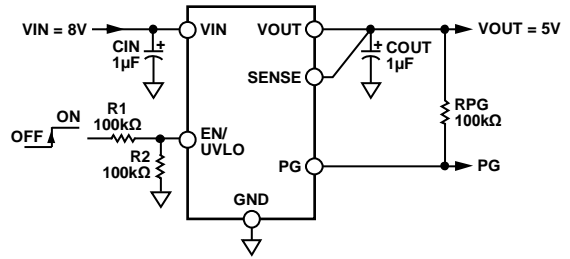 VIN = 8V
CIN
1µF
+
VIN
VOUT
SENSE
+
COUT
1µF
VOUT = 5V
RPG
100kΩ
OFF
ON
R1
100kΩ
R2
100kΩ
EN/
UVLO
PG
PG
GND